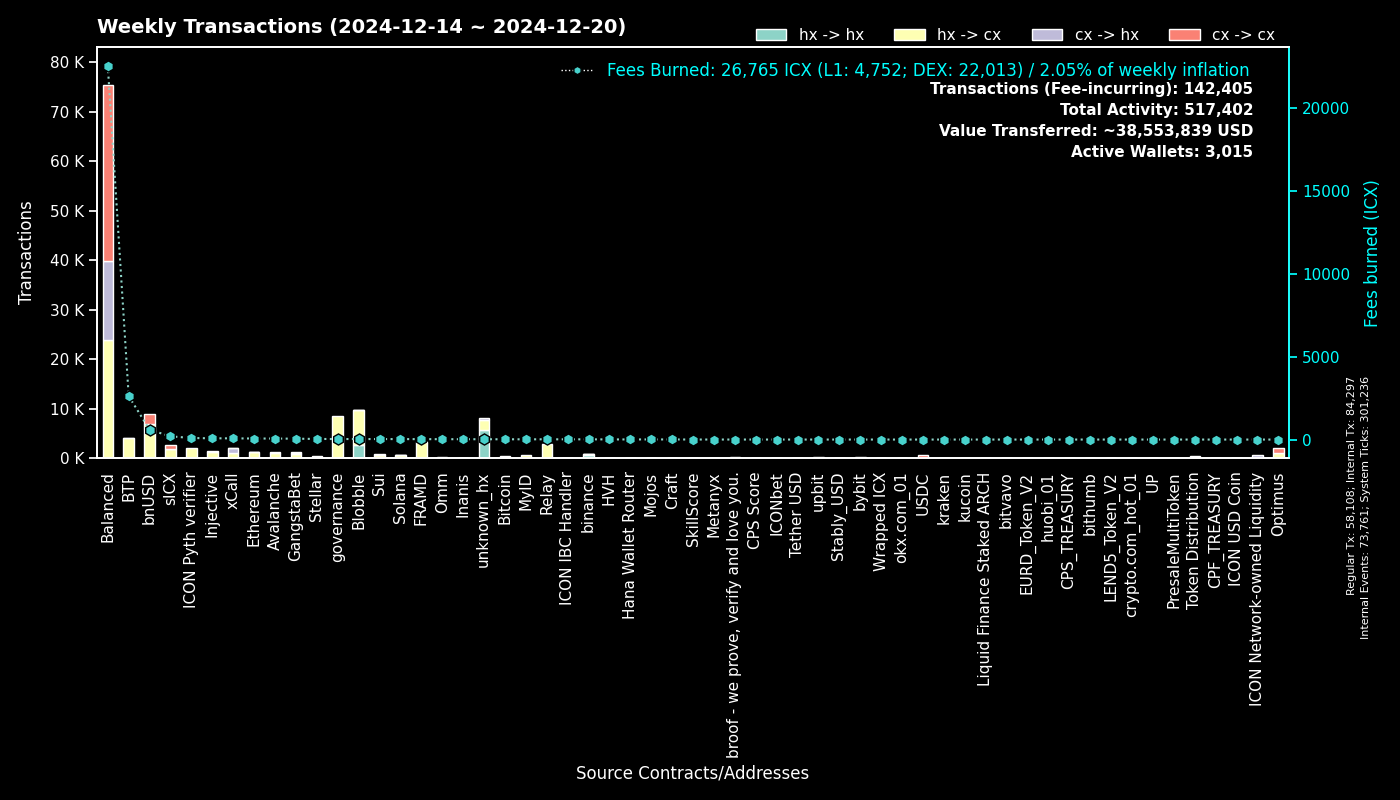 Weekly Transactions (2024-12-14 ~ 2024-12-20)
hx -> hx
hx -> cx
cx -> hx
cx -> cx
Fees Burned: 26,765 ICX (L1: 4,752; DEX: 22,013) / 2.05% of weekly inflation
Transactions (Fee-incurring): 142,405
Total Activity: 517,402
Value Transferred: ~38,553,839 USD
Active Wallets: 3,015
Transactions
80 K
70 K
60 K
50 K
40 K
30 K
20 K
10 K
0 K
20000
15000
10000
5000
0
Fees burned (ICX)
Regular Tx: 58,108; Internal Tx: 84,297
Internal Events: 73,761; System Ticks: 301,236
Balanced
BTP
bnUSD
sICX
ICON Pyth verifier
Injective
xCall
Ethereum
Avalanche
GangstaBet
Stellar
governance
Blobble
Sui
Solana
FRAMD
Omm
Inanis
unknown_hx
Bitcoin
MyID
Relay
ICON IBC Handler
binance
HVH
Hana Wallet Router
Mojos
Craft
SkillScore
Metanyx
broof - we prove, verify and love you.
CPS Score
ICONbet
Tether USD
upbit
Stably_USD
bybit
Wrapped ICX
okx.com_01
USDC
kraken
kucoin
Liquid Finance Staked ARCH
bitvavo
EURD_Token_V2
huobi_01
CPS_TREASURY
bithumb
LEND5_Token_V2
crypto.com_hot_01
UP
PresaleMultiToken
Token Distribution
CPF_TREASURY
ICON USD Coin
ICON Network-owned Liquidity
Optimus
Source Contracts/Addresses